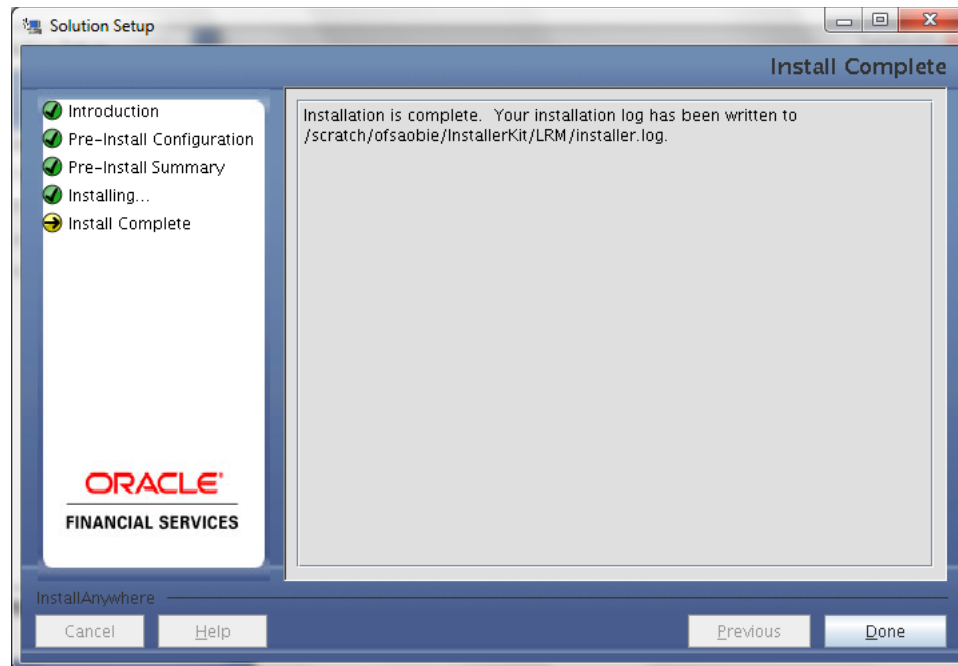 Solution Setup
Install Complete
Introduction
Pre-Install Configuration
Pre-Install Summary
Installing...
Install Complete
Installation is complete.  Your installation log has been written to
/scratch/ofsaobie/InstallerKit/LRM/installer.log.
ORACLE
FINANCIAL SERVICES
InstallAnywhere
Cancel
Help
Previous
Done